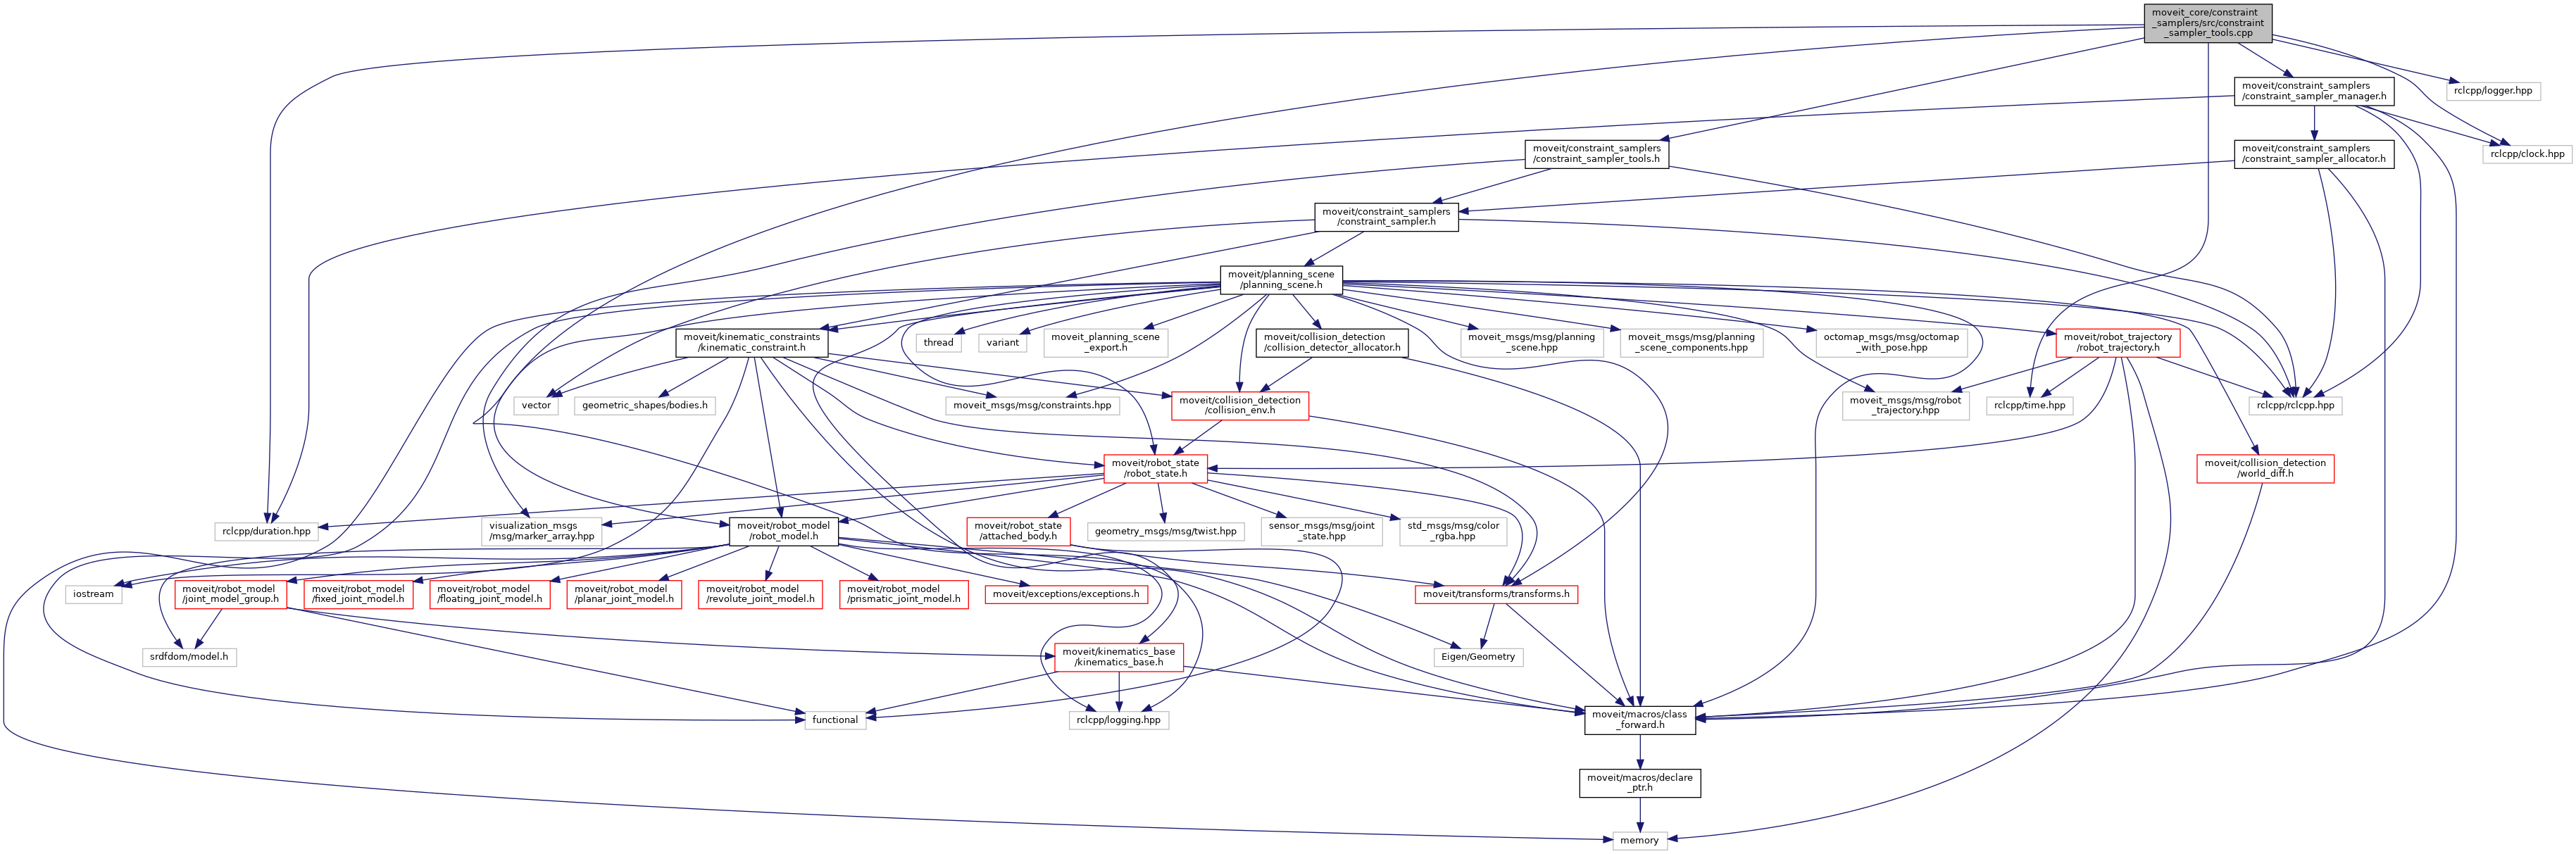 moveit_core/constraint
_samplers/src/constraint
_sampler_tools.cpp
moveit/constraint_samplers
/constraint_sampler_manager.h
rclcpp/logger.hpp
moveit/constraint_samplers
/constraint_sampler_tools.h
moveit/constraint_samplers
/constraint_sampler_allocator.h
rclcpp/clock.hpp
moveit/constraint_samplers
/constraint_sampler.h
moveit/planning_scene
/planning_scene.h
moveit/kinematic_constraints
/kinematic_constraint.h
thread
variant
moveit_planning_scene
_export.h
moveit/collision_detection
/collision_detector_allocator.h
moveit_msgs/msg/planning
_scene.hpp
moveit_msgs/msg/planning
_scene_components.hpp
octomap_msgs/msg/octomap
_with_pose.hpp
moveit/robot_trajectory
/robot_trajectory.h
vector
geometric_shapes/bodies.h
moveit_msgs/msg/constraints.hpp
moveit/collision_detection
/collision_env.h
moveit_msgs/msg/robot
_trajectory.hpp
rclcpp/time.hpp
rclcpp/rclcpp.hpp
moveit/robot_state
/robot_state.h
moveit/collision_detection
/world_diff.h
rclcpp/duration.hpp
visualization_msgs
/msg/marker_array.hpp
moveit/robot_model
/robot_model.h
moveit/robot_state
/attached_body.h
geometry_msgs/msg/twist.hpp
sensor_msgs/msg/joint
_state.hpp
std_msgs/msg/color
_rgba.hpp
iostream
moveit/robot_model
/joint_model_group.h
moveit/robot_model
/fixed_joint_model.h
moveit/robot_model
/floating_joint_model.h
moveit/robot_model
/planar_joint_model.h
moveit/robot_model
/revolute_joint_model.h
moveit/robot_model
/prismatic_joint_model.h
moveit/exceptions/exceptions.h
moveit/transforms/transforms.h
srdfdom/model.h
moveit/kinematics_base
/kinematics_base.h
Eigen/Geometry
functional
rclcpp/logging.hpp
moveit/macros/class
_forward.h
moveit/macros/declare
_ptr.h
memory